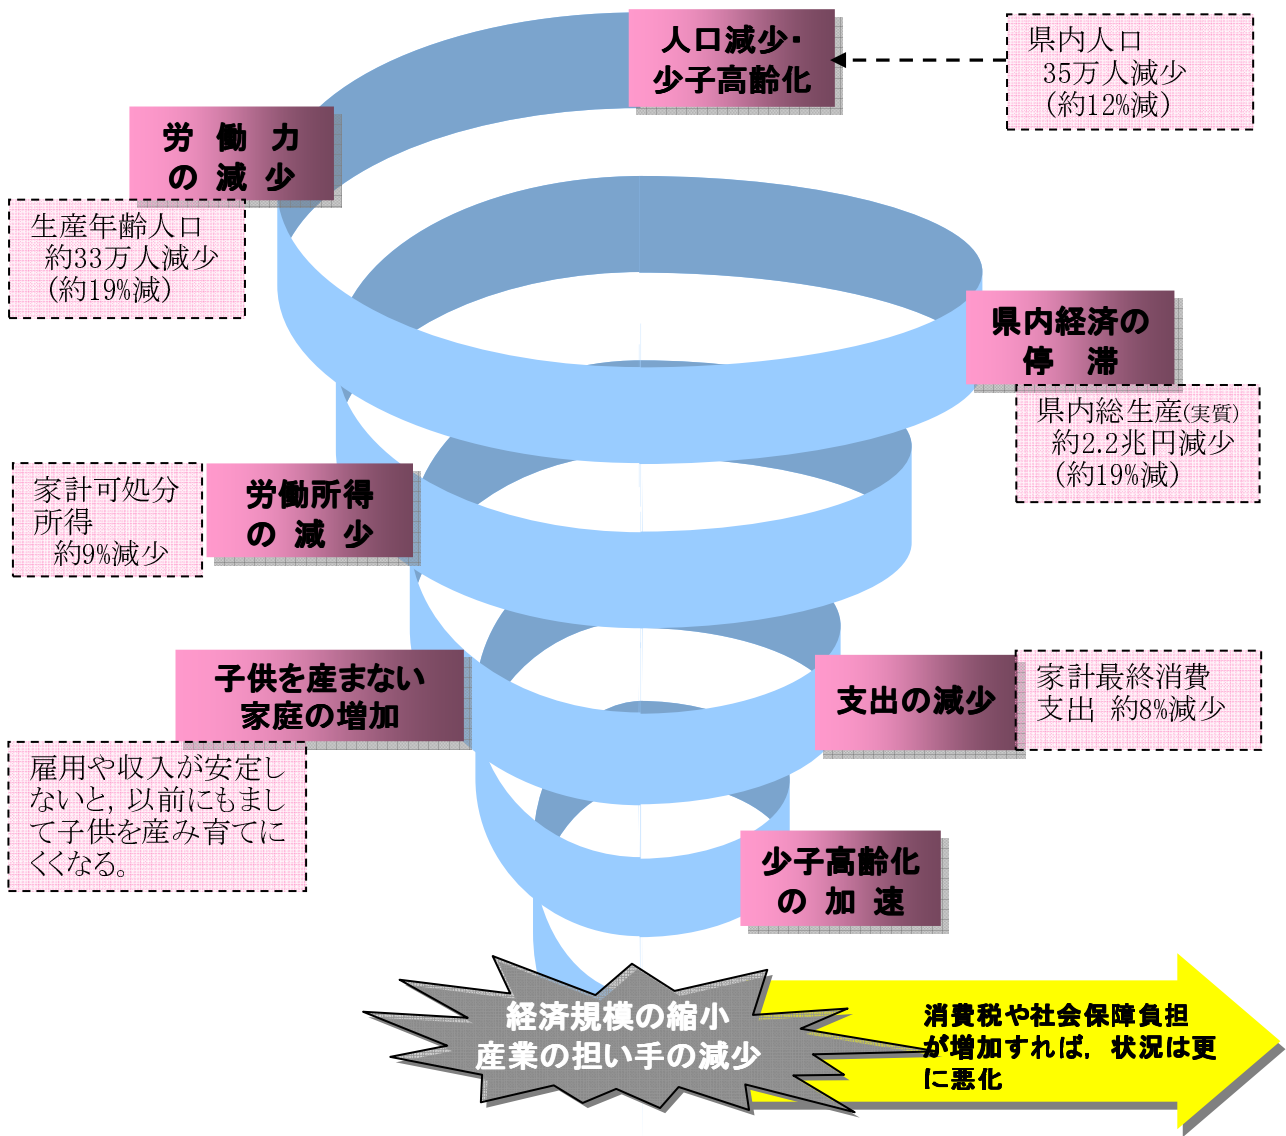 人口減少・
少子高齢化
県内人口
35万人減少
(約12%減)
労働力
の減少
生産年齢人口
約33万人減少
(約19%減)
県内経済の
停滞
県内総生産(実質)
約2.2兆円減少
(約19%減)
労働所得
の減少
家計可処分
所得
約9%減少
子供を産まない
家庭の増加
雇用や収入が安定し
ないと，以前にもまし
て子供を産み育てに
くくなる。
支出の減少
家計最終消費
支出 約8%減少
少子高齢化
の加速
経済規模の縮小
産業の担い手の減少
消費税や社会保障負担
が増加すれば，状況は更
に悪化